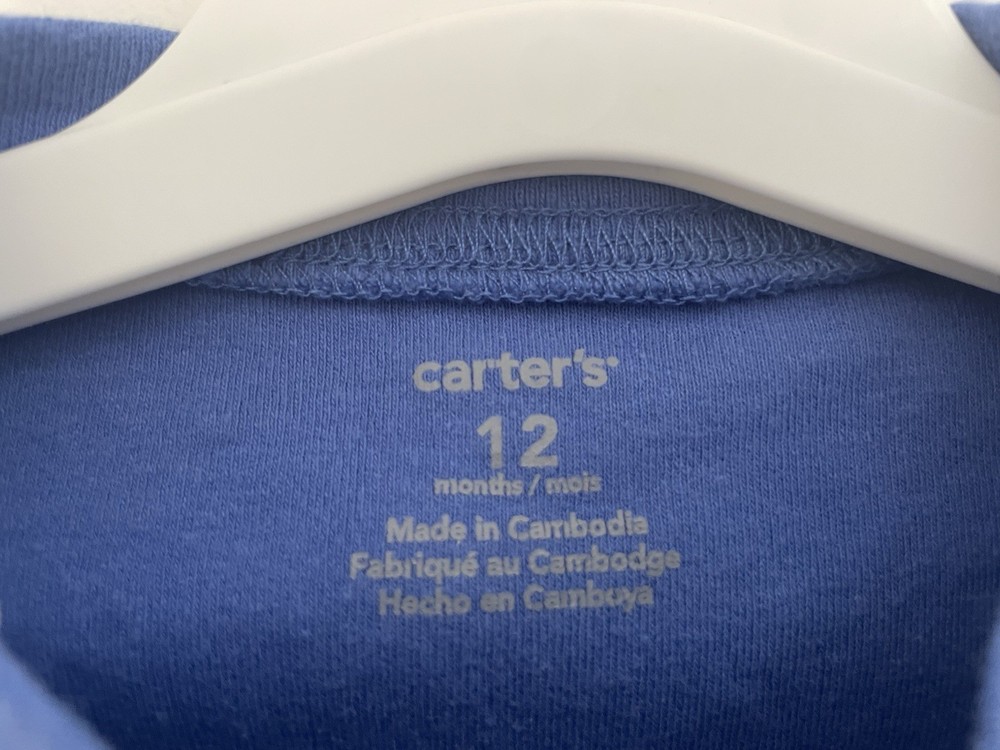 carter's
12
months / mois
Made in Cambodia
Fabriqué au Cambodge
Hecho en Camboya